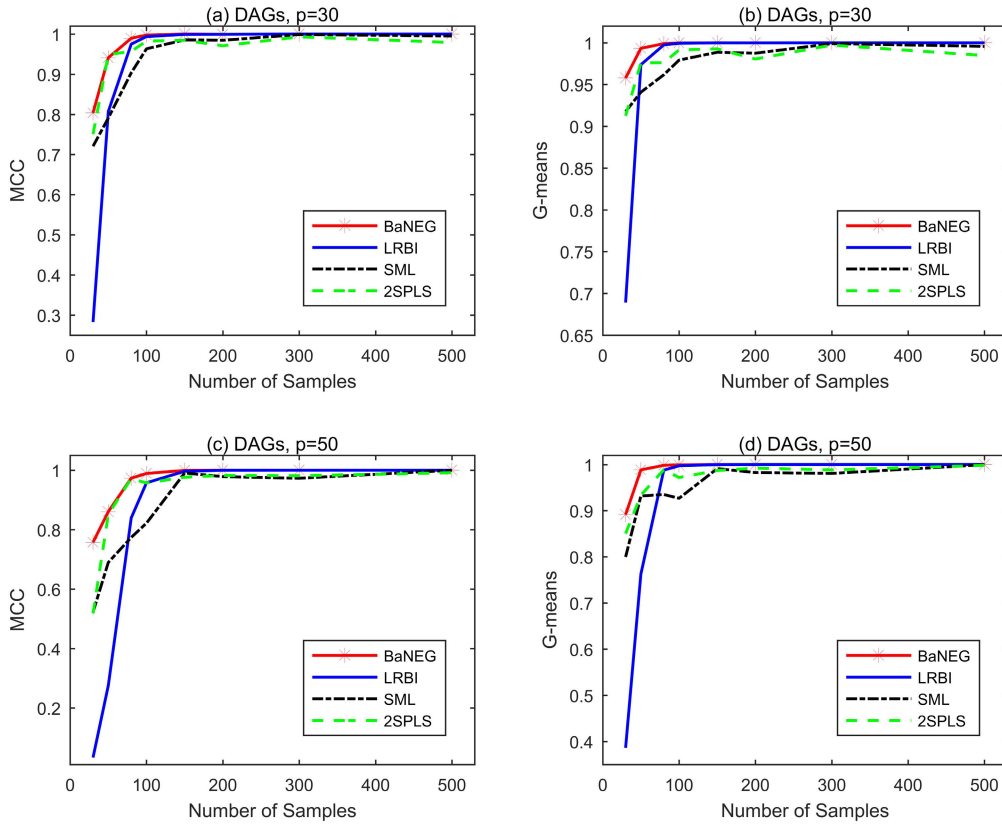 (a) DAGs, p=30
1
0.9
0.8
0.7
0.6
0.5
0.4
0.3
MCC
0 100 200 300 400 500
Number of Samples
BaNEG
LRBI
SML
2SPLS
(b) DAGs, p=30
1
0.95
0.9
0.85
0.8
0.75
0.7
0.65
G-means
0 100 200 300 400 500
Number of Samples
BaNEG
LRBI
SML
2SPLS
(c) DAGs, p=50
1
0.8
0.6
0.4
0.2
MCC
0 100 200 300 400 500
Number of Samples
BaNEG
LRBI
SML
2SPLS
(d) DAGs, p=50
1
0.9
0.8
0.7
0.6
0.5
0.4
G-means
0 100 200 300 400 500
Number of Samples
BaNEG
LRBI
SML
2SPLS